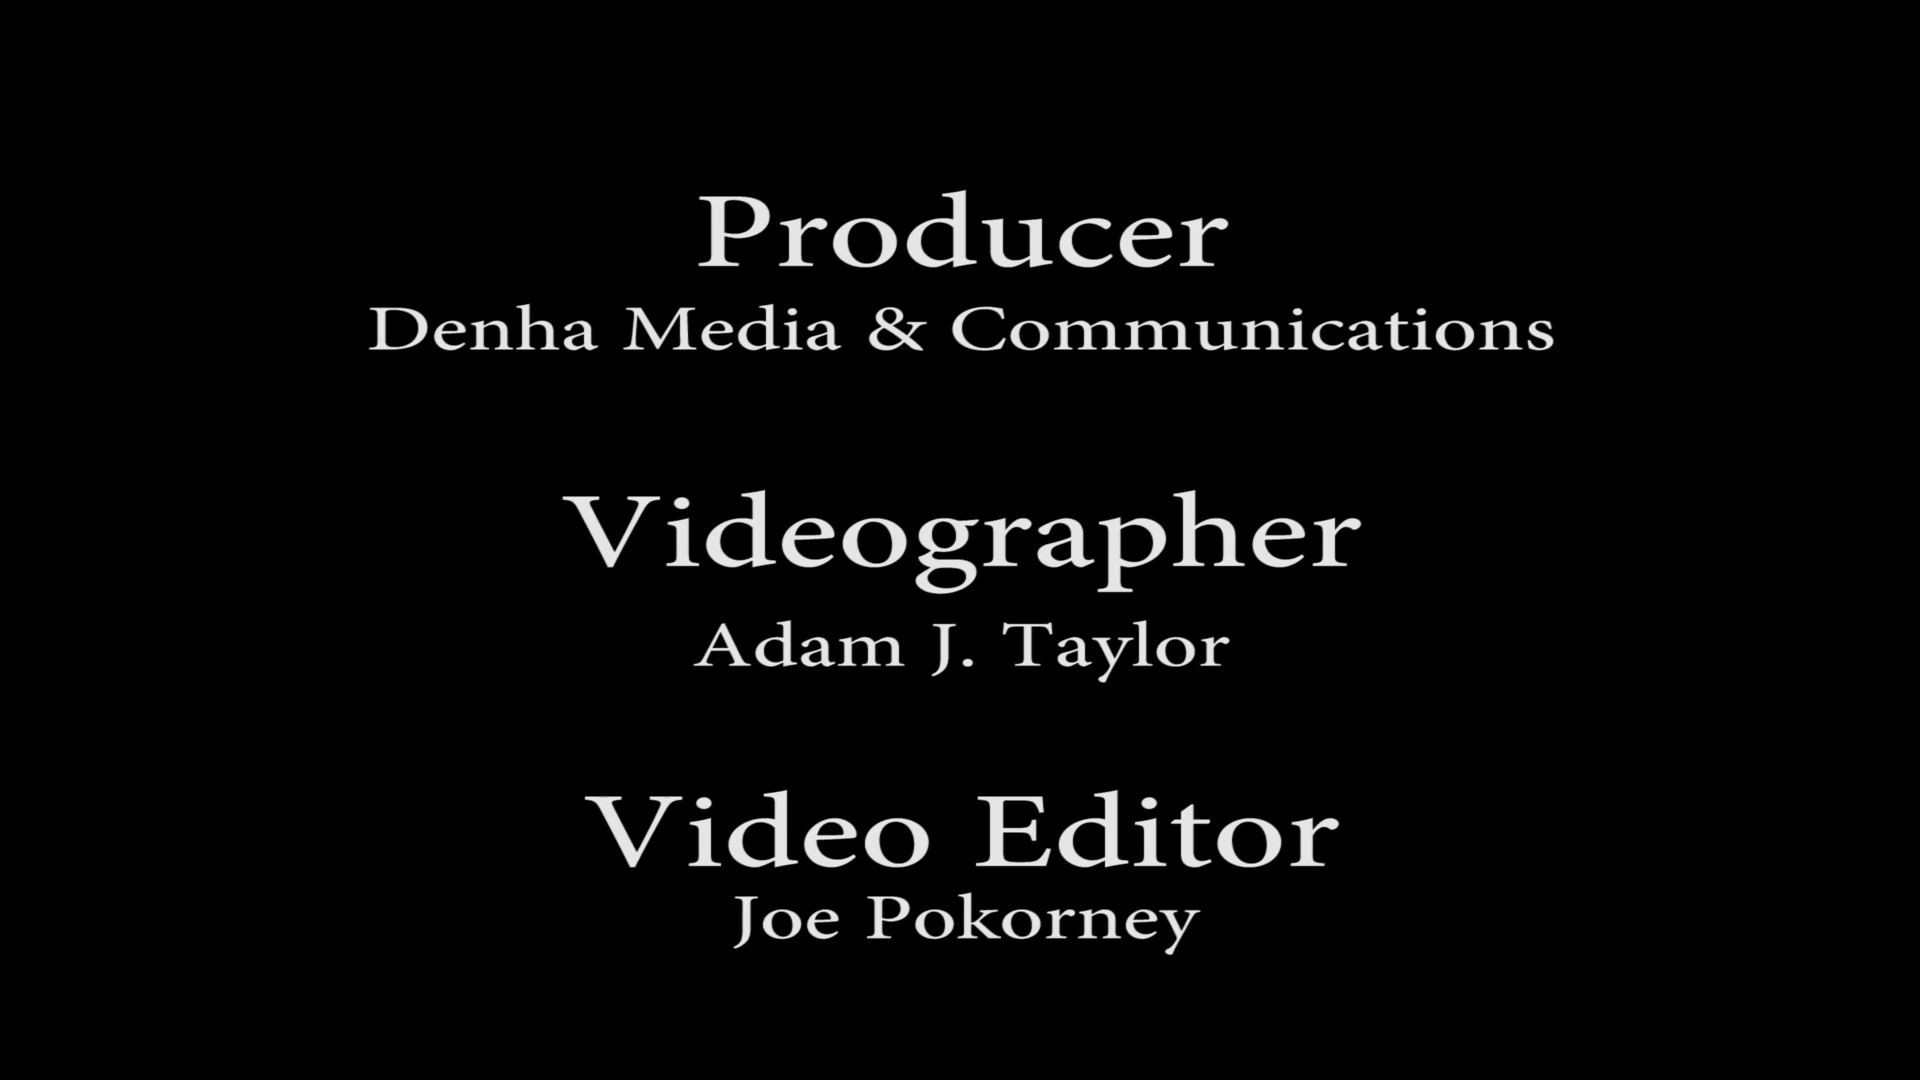 Producer
Denha Media & Communications
Videographer
Adam J. Taylor
Video Editor
Joe Pokorney